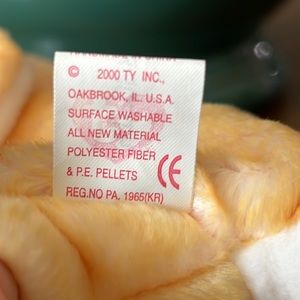 © 2000 TY INC.,
OAKBROOK, IL. U.S.A.
SURFACE WASHABLE
ALL NEW MATERIAL
POLYESTER FIBER
& P.E. PELLETS CE
REG.NO PA. 1965(KR)